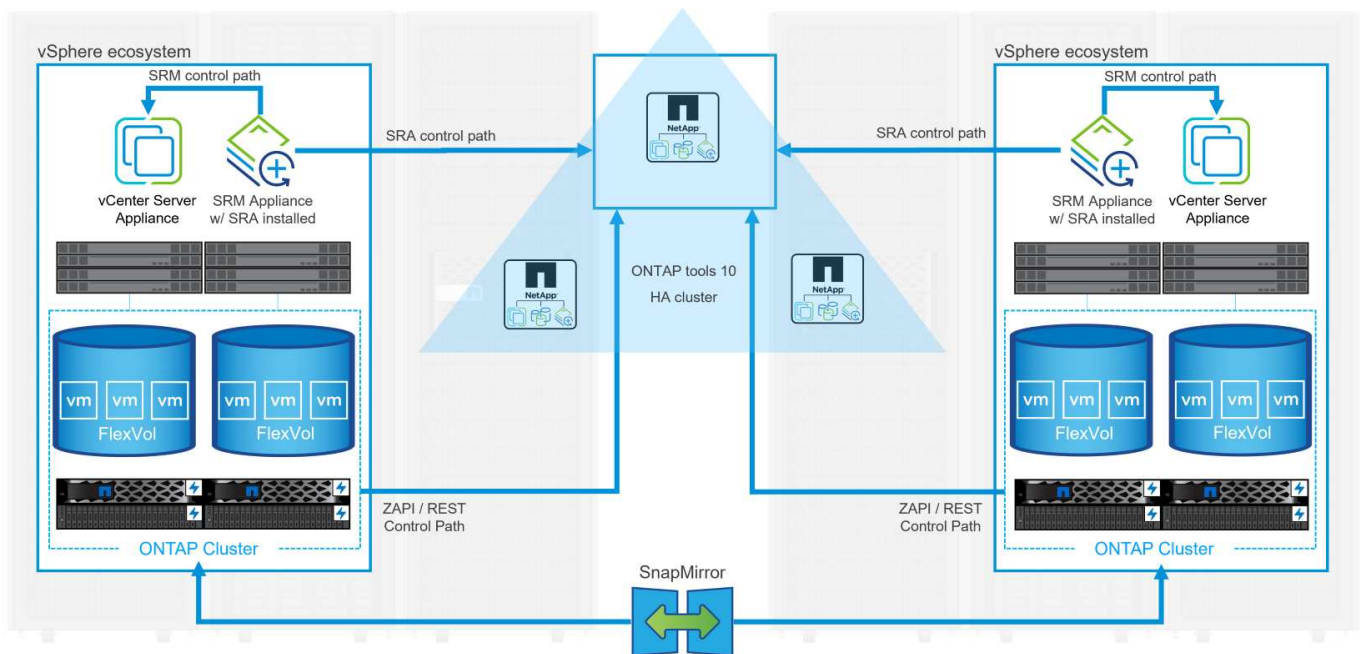 vSphere ecosystem
SRM control path
vCenter Server
Appliance
SRM Appliance
w/ SRA installed
SRA control path
vm vm vm
FlexVol
vm vm vm
FlexVol
ONTAP Cluster
ZAPI / REST
Control Path
NetApp
NetApp
ONTAP tools 10
HA cluster
NetApp
SnapMirror
vSphere ecosystem
SRM control path
SRA control path
SRM Appliance
w/ SRA installed
vCenter Server
Appliance
vm vm vm
FlexVol
vm vm vm
FlexVol
ZAPI / REST
Control Path
ONTAP Cluster